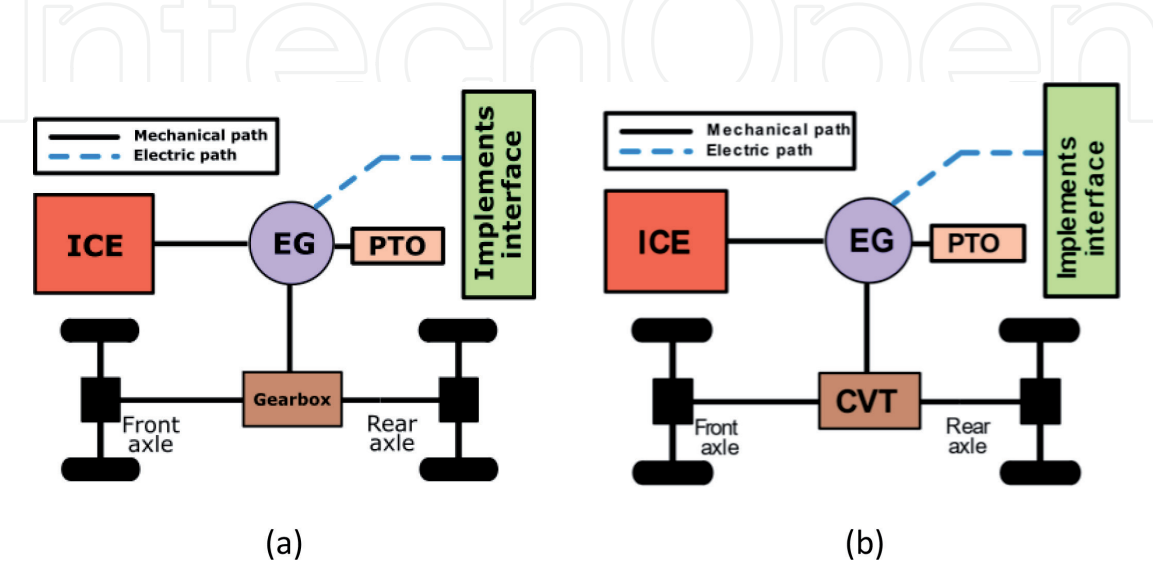 IntechOpen
Mechanical path
Electric path
Implements
interface
ICE
EG
PTO
Gearbox
Front
axle
Rear
axle
(a)
Mechanical path
Electric path
Implements
interface
ICE
EG
PTO
CVT
Front
axle
Rear
axle
(b)